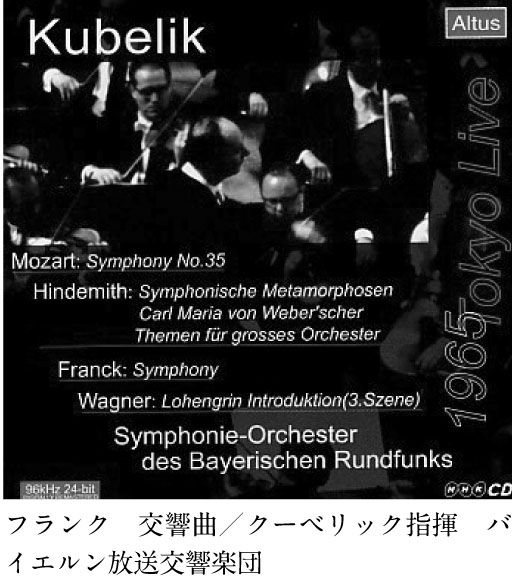 Kubelik
Altus
1965 Tokyo Live
Mozart: Symphony No.35
Hindemith: Symphonische Metamorphosen
Carl Maria von Weber'scher
Themen für grosses Orchester
Franck: Symphony
Wagner: Lohengrin Introduktion(3.Szene)
Symphonie-Orchester
des Bayerischen Rundfunks
96kHz 24-bit
NHK CD
フランク　交響曲／クーベリック指揮　バ
イエルン放送交響楽団